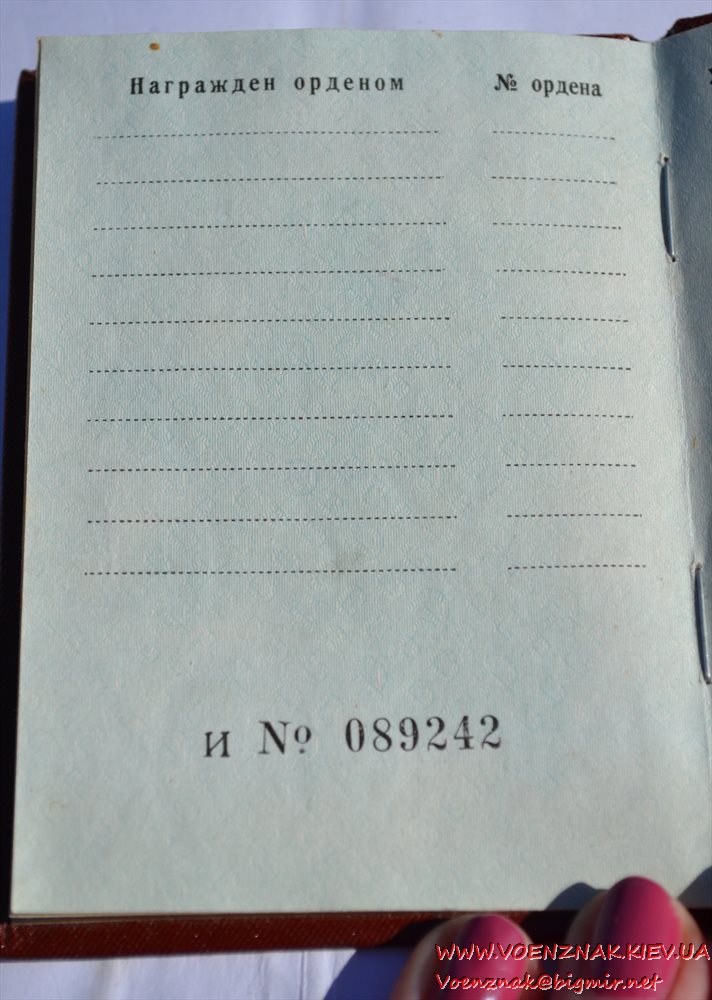 Награжден орденом № ордена
и № 089242
WWW.VOENZNAK.KIEV.UA
Voenznak@bigmir.net